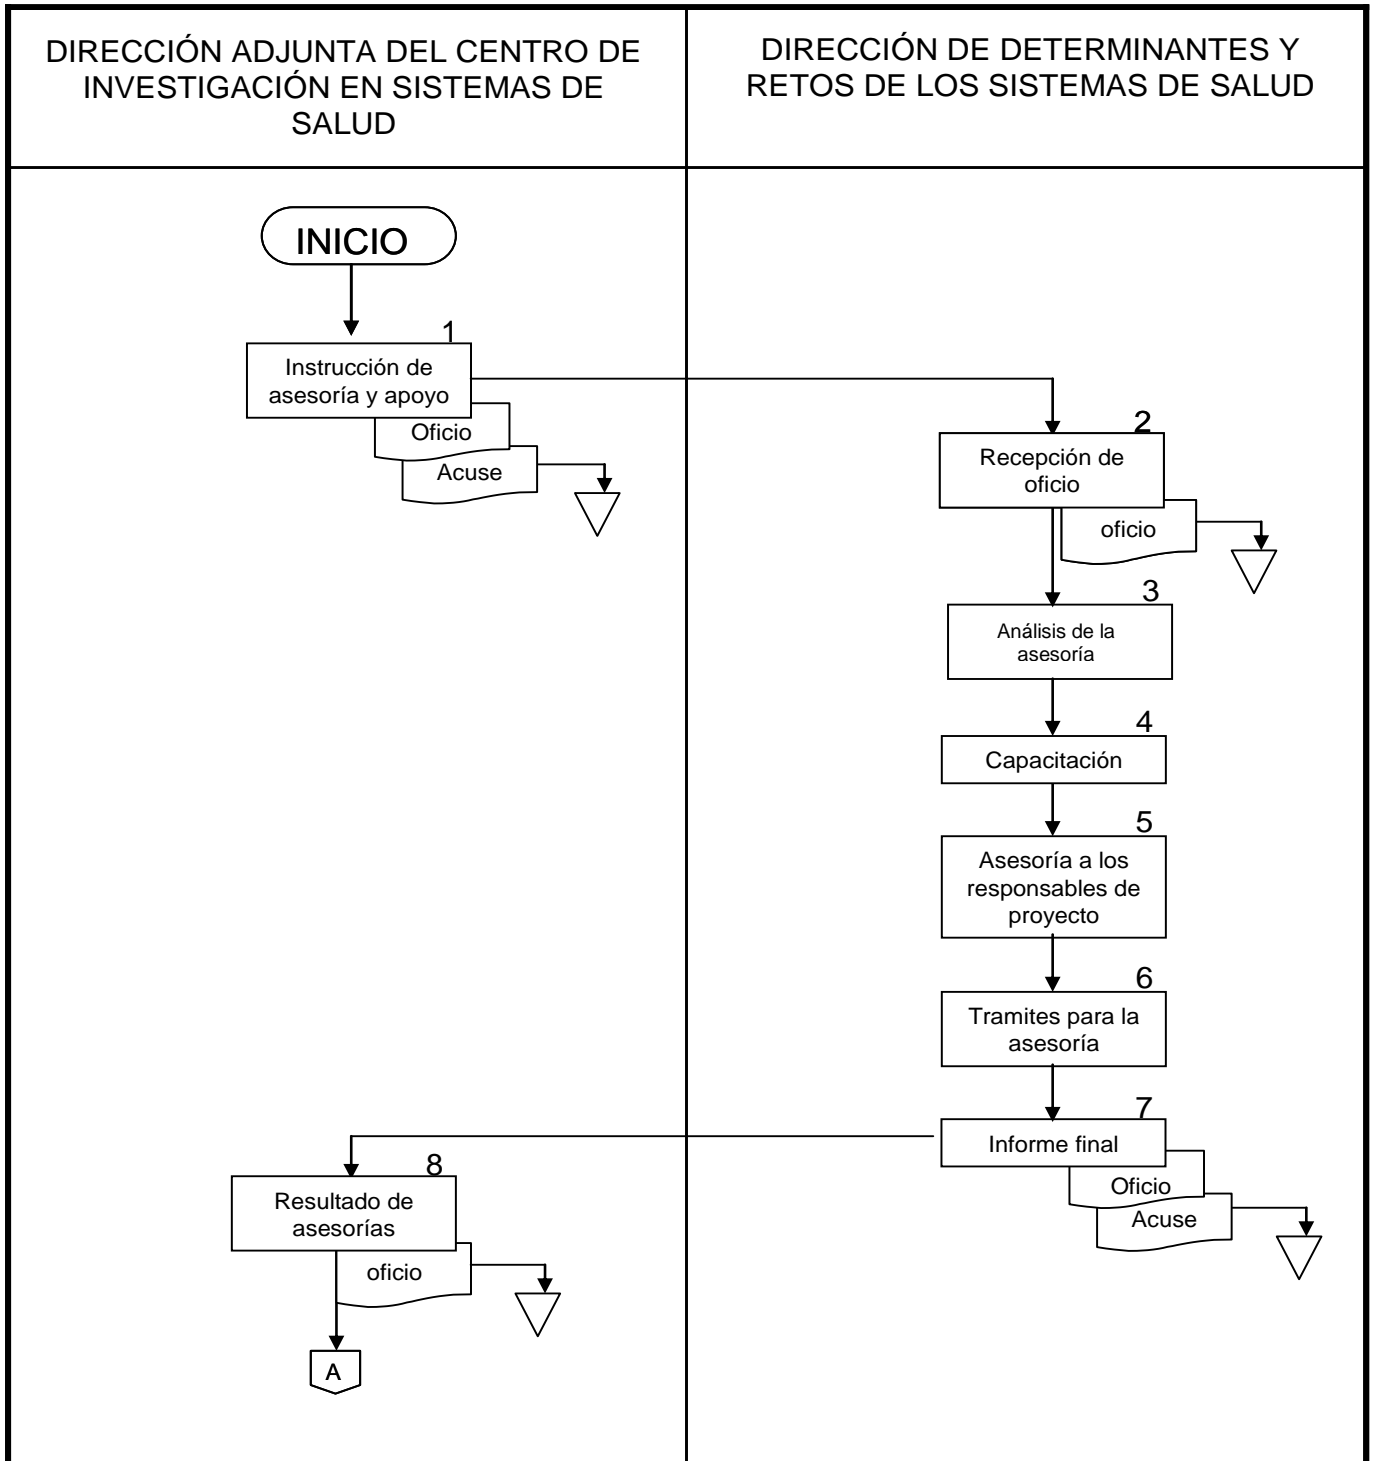 DIRECCIÓN ADJUNTA DEL CENTRO DE
INVESTIGACIÓN EN SISTEMAS DE
SALUD
DIRECCIÓN DE DETERMINANTES Y
RETOS DE LOS SISTEMAS DE SALUD
INICIO
1
Instrucción de
asesoría y apoyo
Oficio
Acuse
2
Recepción de
oficio
oficio
3
Análisis de la
asesoría
4
Capacitación
5
Asesoría a los
responsables de
proyecto
6
Tramites para la
asesoría
7
Informe final
Oficio
Acuse
8
Resultado de
asesorías
oficio
A